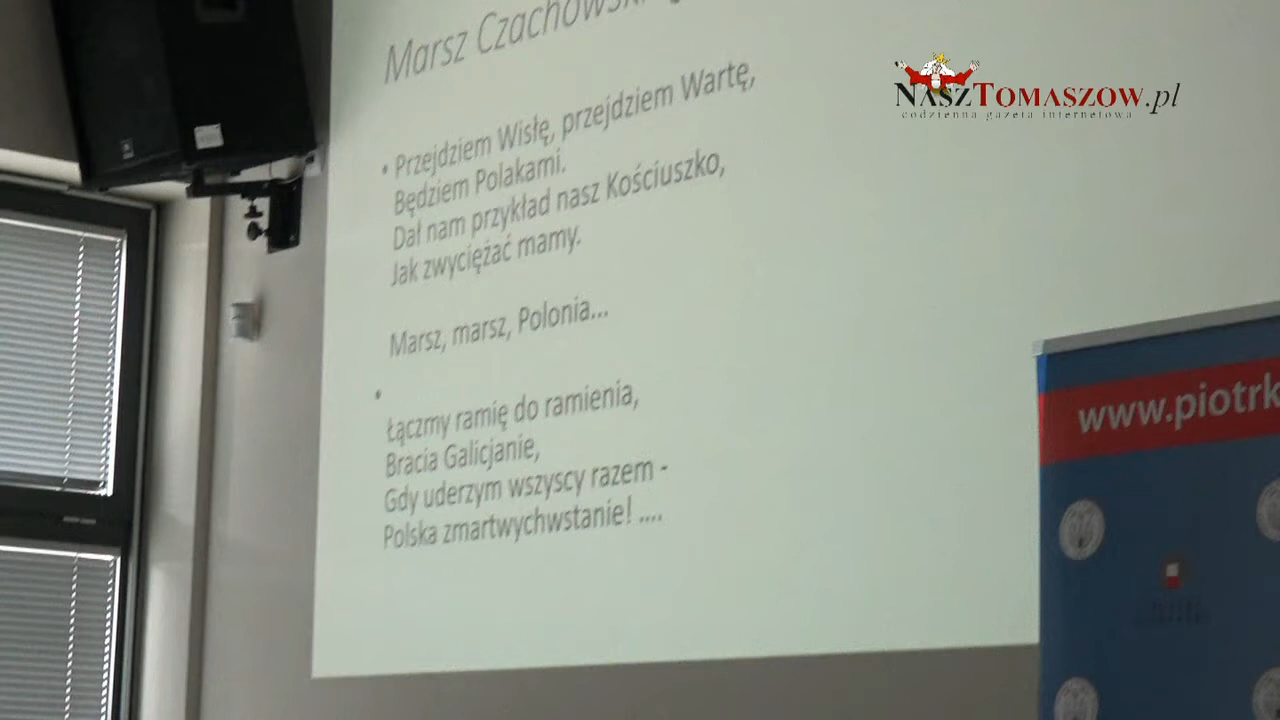 Marsz Czachowski
NASZTOMASZOW.pl
codzienna gazeta internetowa
• Przejdziem Wisłę, przejdziem Wartę,
Będziem Polakami.
Dał nam przykład nasz Kościuszko,
Jak zwyciężać mamy.
Marsz, marsz, Polonia...
•
Łączmy ramię do ramienia,
Bracia Galicjanie,
Gdy uderzym wszyscy razem -
Polska zmartwychwstanie! ....
www.piotrk